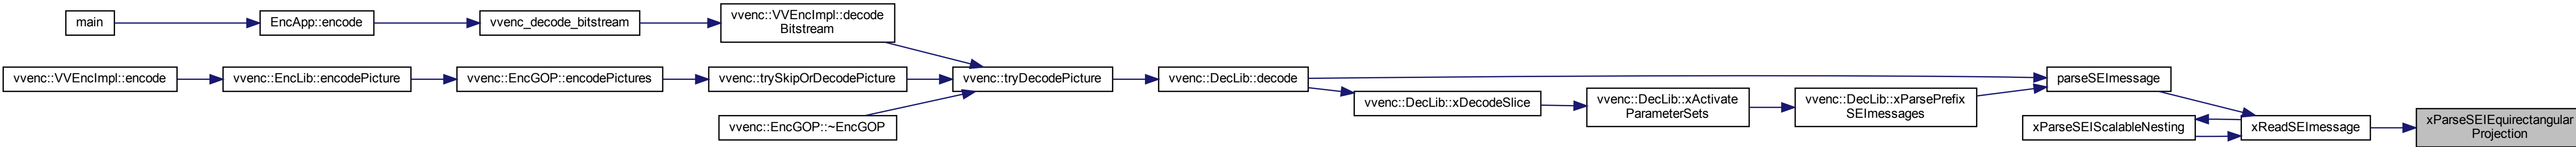 main
EncApp::encode
vvenc_decode_bitstream
vvenc::VVEncImpl::decode
Bitstream
vvenc::VVEncImpl::encode
vvenc::EncLib::encodePicture
vvenc::EncGOP::encodePictures
vvenc::trySkipOrDecodePicture
vvenc::EncGOP::~EncGOP
vvenc::tryDecodePicture
vvenc::DecLib::decode
vvenc::DecLib::xDecodeSlice
vvenc::DecLib::xActivate
ParameterSets
vvenc::DecLib::xParsePrefix
SEImessages
parseSEImessage
xParseSEIScalableNesting
xReadSEImessage
xParseSEIEquirectangular
Projection